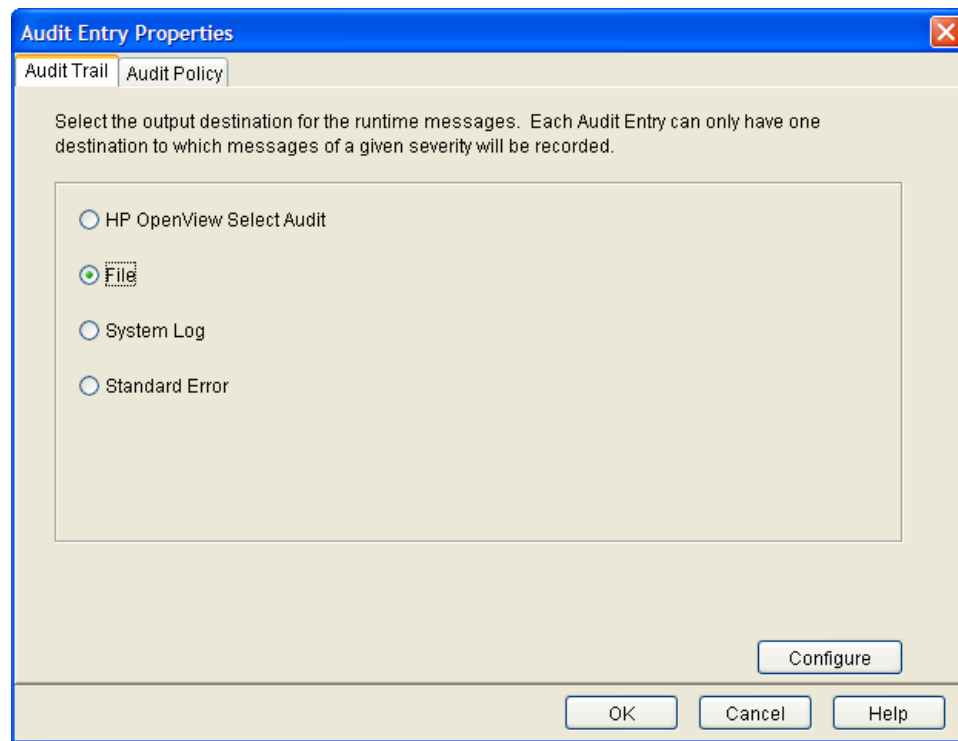 Audit Entry Properties
Audit Trail Audit Policy
Select the output destination for the runtime messages. Each Audit Entry can only have one
destination to which messages of a given severity will be recorded.
HP OpenView Select Audit
File
System Log
Standard Error
Configure
OK Cancel Help